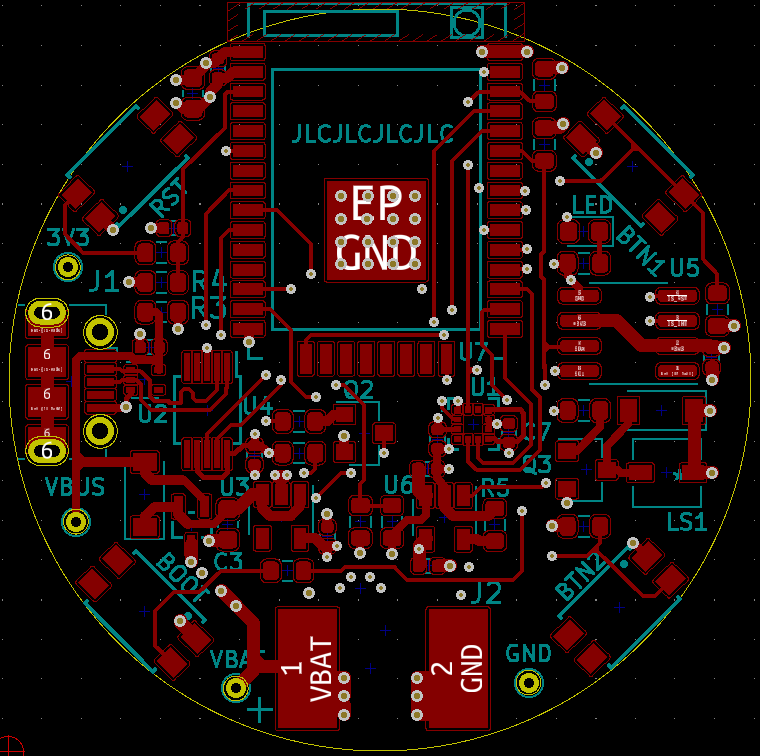 JLCJLCJLCJLC
EP
GND
RST
LED
BTN1
3V3
U5
J1
R4
R3
6
6
6
6
6
U7
Q2
U1
U2
U4
Q3
VBUS
U3
U6
R5
LS1
C3
BOOT
BTN2
J2
VBAT
GND
1
VBAT
2
GND
+